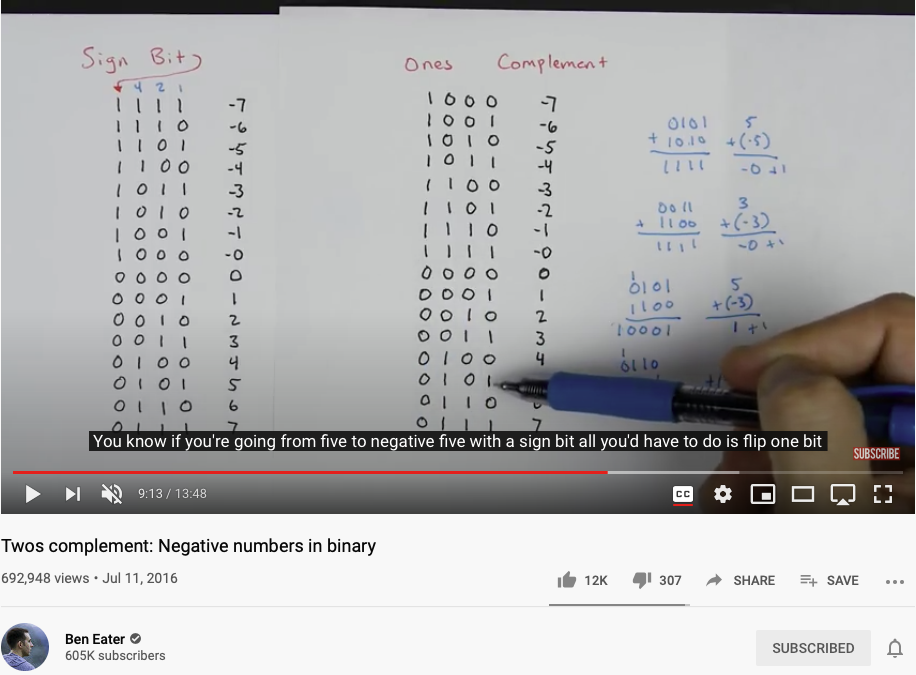 Sign Bit
4 2 1
1 1 1 1 -7
1 1 1 0 -6
1 1 0 1 -5
1 1 0 0 -4
1 0 1 1 -3
1 0 1 0 -2
1 0 0 1 -1
1 0 0 0 -0
0 0 0 0 0
0 0 0 1 1
0 0 1 0 2
0 0 1 1 3
0 1 0 0 4
0 1 0 1 5
0 1 1 0 6
0 1 1 7
Ones Complement
1 0 0 0 -7
1 0 0 1 -6
1 0 1 0 -5
1 0 1 1 -4
1 1 0 0 -3
1 1 0 1 -2
1 1 1 0 -1
1 1 1 1 -0
0 0 0 0 0
0 0 0 1 1
0 0 1 0 2
0 0 1 1 3
0 1 0 0 4
0 1 0 1
0 1 1 0
0 1 1 1 7
0101 5
+ 1010 +(-5)
1111 -0 +1
0011 3
+ 1100 +(-3)
1111 -0 +1
1
0101 5
1100 +(-3)
10001 1 +1
1
0110
You know if you're going from five to negative five with a sign bit all you'd have to do is flip one bit
SUBSCRIBE
9:13 / 13:48
CC
Twos complement: Negative numbers in binary
692,948 views • Jul 11, 2016
12K 307 SHARE SAVE
Ben Eater
605K subscribers
SUBSCRIBED